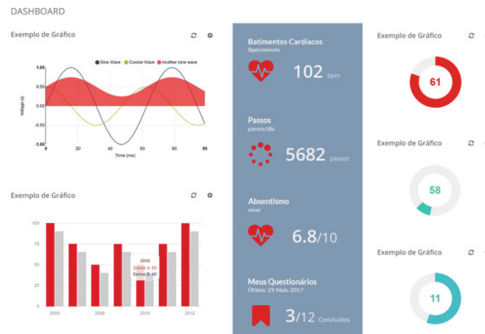 DASHBOARD
Exemplo de Gráfico
Sine Wave Cosine Wave Another sine wave
1.00
0.50
0.00
-0.50
-1.00
Voltage (v)
0 20 40 60 80
Time (ms)
Exemplo de Gráfico
100
75
50
25
0
2010
2006 2008 2010 2012
Batimentos Cardíacos
Bpm/minuto
102 bpm
Passos
passos/dia
5682 passos
Absentismo
nível
6.8/10
Meus Questionários
Último: 29 Maio 2017
3/12 Concluídos
Exemplo de Gráfico
61
Exemplo de Gráfico
58
Exemplo de Gráfico
11